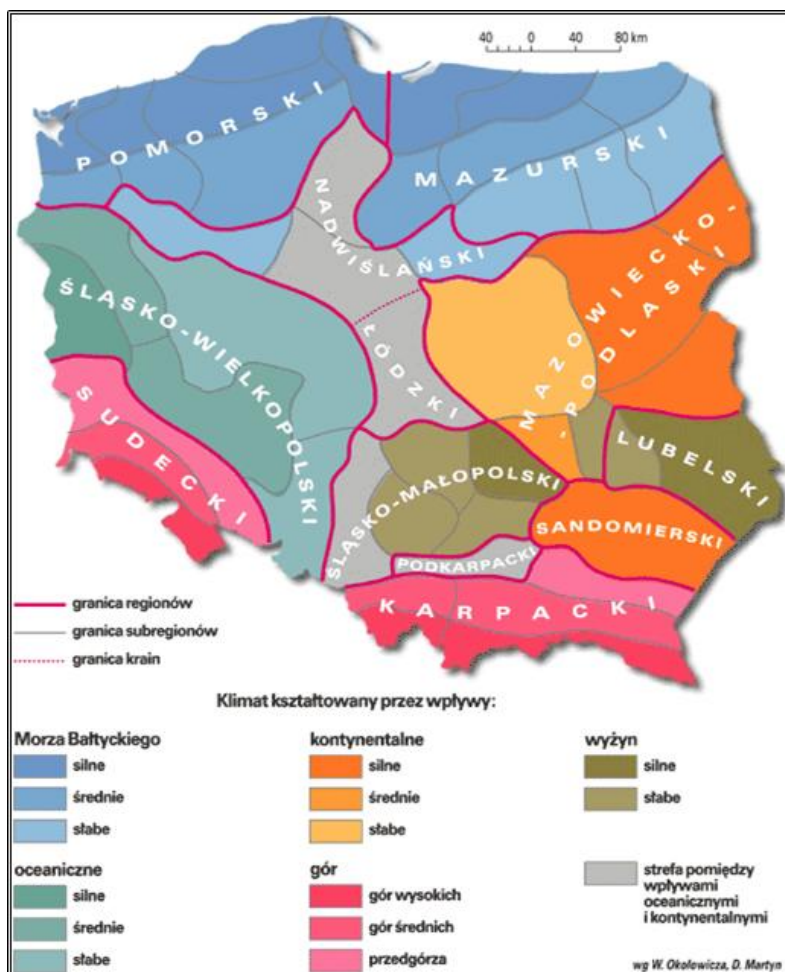 40 0 40 80 km
POMORSKI
MAZURSKI
NADWIŚLAŃSKI
ŁÓDZKI
MAZOWIECKO-
-PODLASKI
ŚLĄSKO-WIELKOPOLSKI
SUDECKI
ŚLĄSKO-MAŁOPOLSKI
LUBELSKI
SANDOMIERSKI
PODKARPACKI
KARPACKI
granica regionów
granica subregionów
granica krain
Klimat kształtowany przez wpływy:
Morza Bałtyckiego
silne
średnie
słabe
kontynentalne
silne
średnie
słabe
wyżyn
silne
słabe
oceaniczne
silne
średnie
słabe
gór
gór wysokich
gór średnich
przedgórza
strefa pomiędzy
wpływami
oceanicznymi
i kontynentalnymi
wg W. Okołowicza, D. Martyn